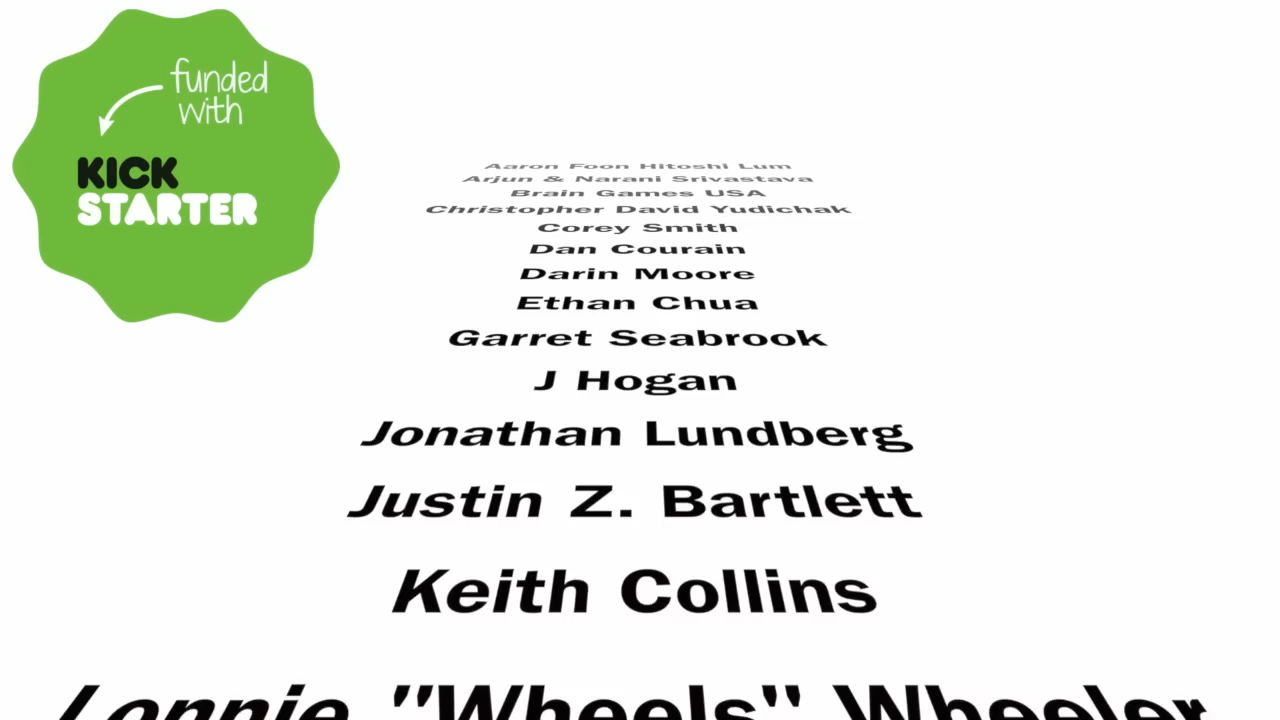 funded
with
KICK
STARTER
Aaron Foon Hitoshi Lum
Arjun & Narani Srivastava
Brain Games USA
Christopher David Yudichak
Corey Smith
Dan Courain
Darin Moore
Ethan Chua
Garret Seabrook
J Hogan
Jonathan Lundberg
Justin Z. Bartlett
Keith Collins
Lonnie "Wheels" Wheeler